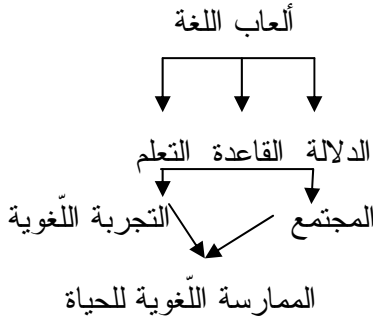 ألعاب اللغة
الدلالة القاعدة التعلم
المجتمع التجربة اللّغوية
الممارسة اللّغوية للحياة